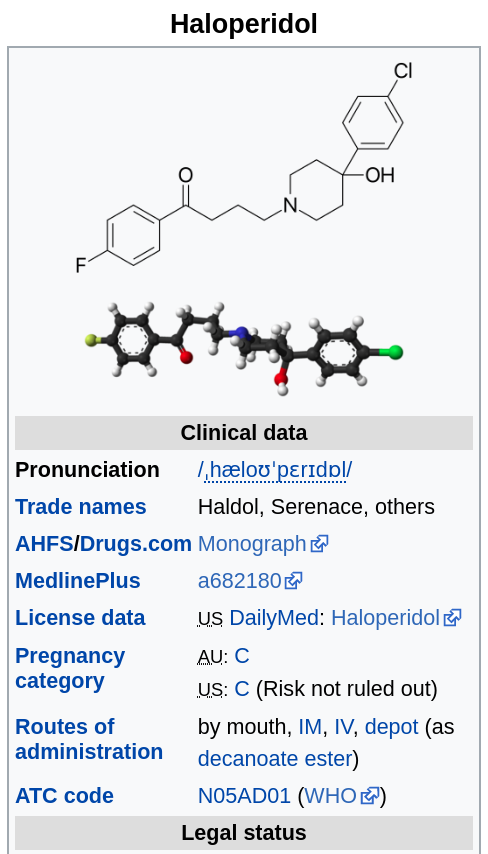 Haloperidol
Cl
O
OH
N
F
Clinical data
Pronunciation /ˌhæloʊˈpɛrɪdɒl/
Trade names Haldol, Serenace, others
AHFS/Drugs.com Monograph
MedlinePlus a682180
License data US DailyMed: Haloperidol
Pregnancy category AU: C
US: C (Risk not ruled out)
Routes of administration by mouth, IM, IV, depot (as
decanoate ester)
ATC code N05AD01 (WHO)
Legal status